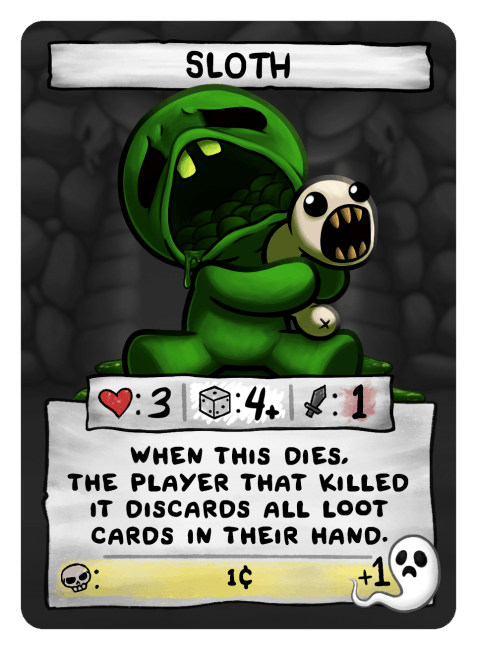 SLOTH
:3 :4+ :1
WHEN THIS DIES,
THE PLAYER THAT KILLED
IT DISCARDS ALL LOOT
CARDS IN THEIR HAND.
: 1¢ +1